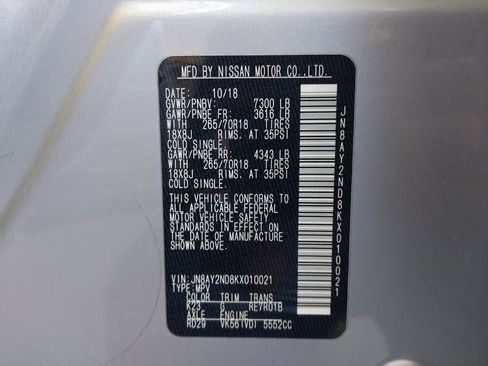 MFD BY NISSAN MOTOR CO.,LTD.
DATE: 10/18
GVWR/PNBV: 7300 LB
GAWR/PNBE FR: 3616 LB
WITH 265/70R18 TIRES
18X8J RIMS. AT 35PSI
COLD SINGLE.
GAWR/PNBE RR: 4343 LB
WITH 265/70R18 TIRES
18X8J RIMS. AT 35PSI
COLD SINGLE.
THIS VEHICLE CONFORMS TO
ALL APPLICABLE FEDERAL
MOTOR VEHICLE SAFETY
STANDARDS IN EFFECT ON
THE DATE OF MANUFACTURE
SHOWN ABOVE.
VIN:JN8AY2ND8KX010021
TYPE:MPV
COLOR TRIM TRANS
K23 G RE7R01B
AXLE ENGINE
RD29 VK56(VD) 5552CC
JN8AY2ND8KX010021